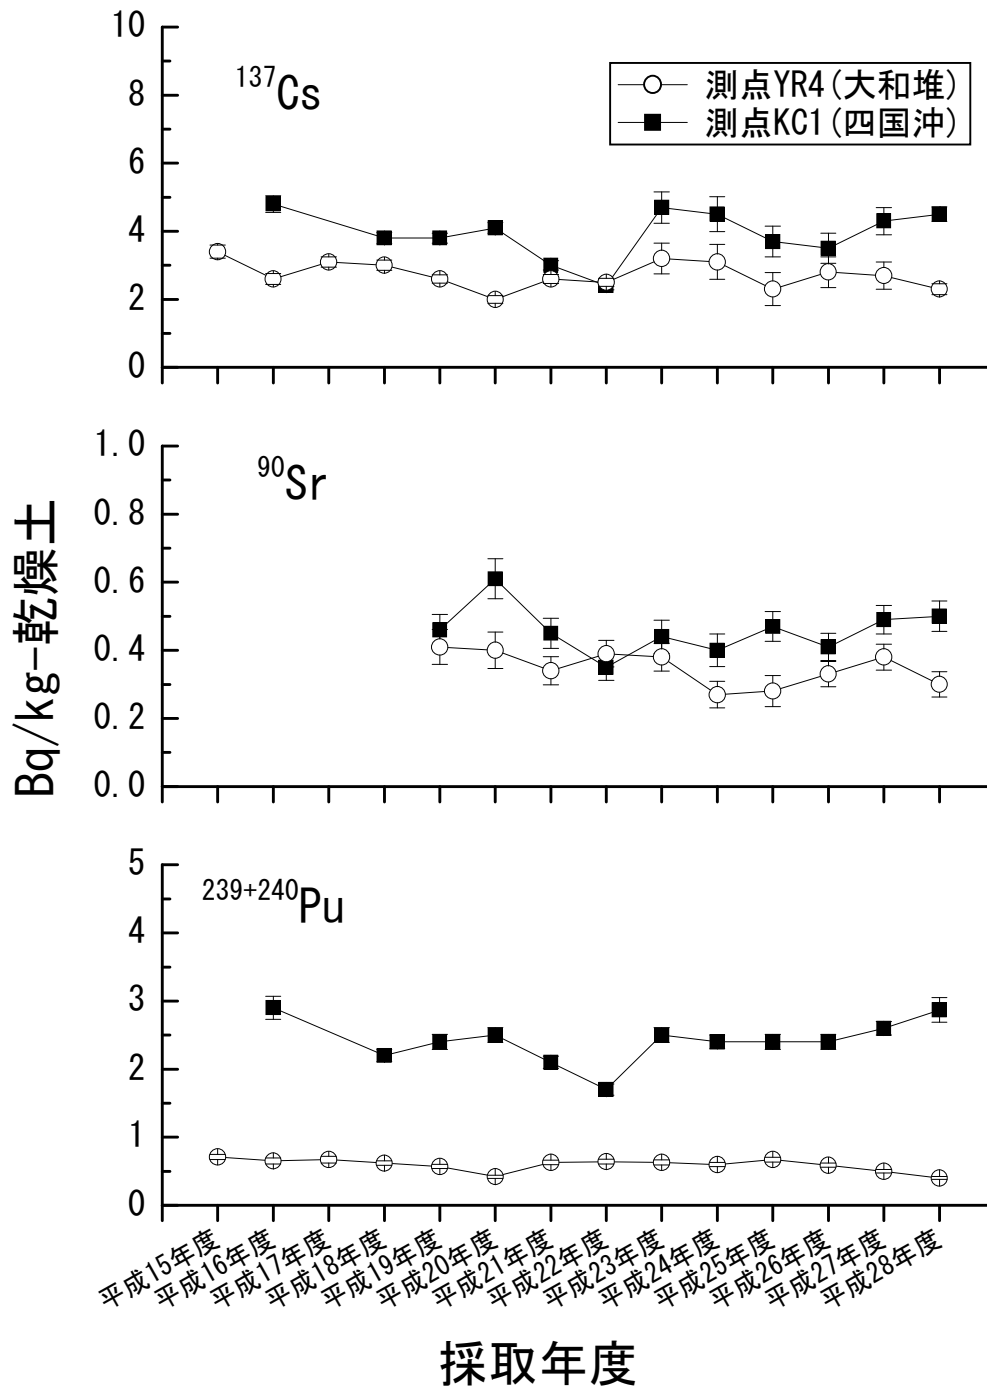 10
8
6
4
2
0
¹³⁷Cs
測点YR4(大和堆)
測点KC1(四国沖)
1.0
0.8
0.6
0.4
0.2
0.0
⁹⁰Sr
Bq/kg-乾燥土
5
4
3
2
1
0
²³⁹⁺²⁴⁰Pu
平成15年度
平成16年度
平成17年度
平成18年度
平成19年度
平成20年度
平成21年度
平成22年度
平成23年度
平成24年度
平成25年度
平成26年度
平成27年度
平成28年度
採取年度